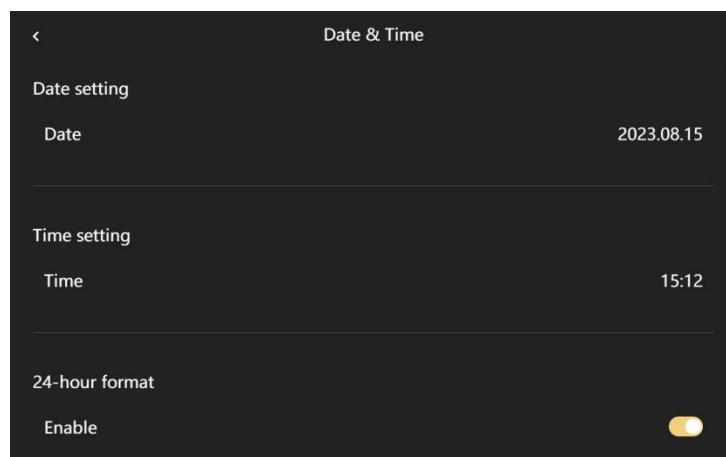 Date & Time
Date setting
Date 2023.08.15
Time setting
Time 15:12
24-hour format
Enable